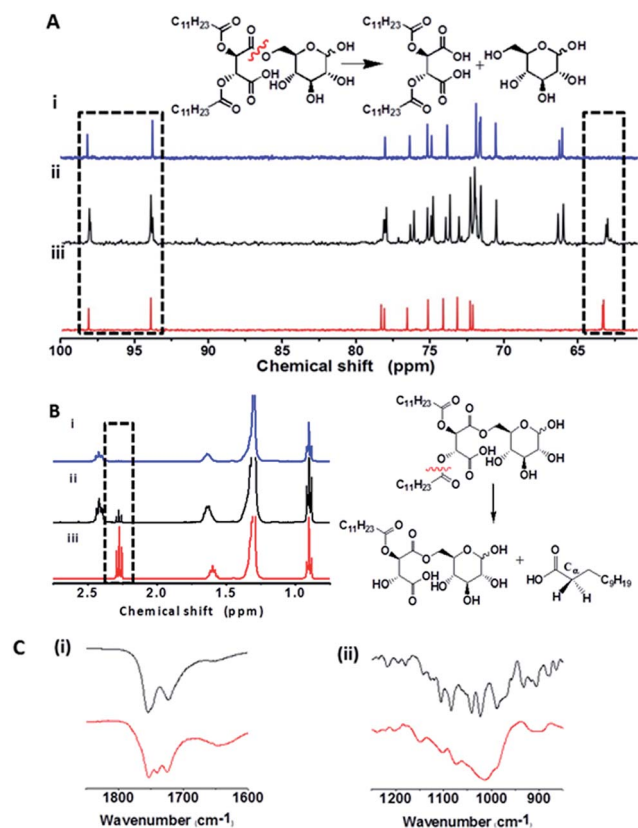 A
C₁₁H₂₃ O O O O OH
O O OH
O OH HO OH
C₁₁H₂₃ O OH
C₁₁H₂₃ O O
O OH
O OH
C₁₁H₂₃ O O
+
HO O OH
HO OH
OH
i
ii
iii
100 95 90 85 80 75 70 65
Chemical shift (ppm)
B
i
ii
iii
2.5 2.0 1.5 1.0
Chemical shift (ppm)
C₁₁H₂₃ O O O O OH
O O OH
O OH HO OH
C₁₁H₂₃ O OH
C₁₁H₂₃ O O O O OH
O O OH
HO OH HO OH
O OH
+
O
HO Cα C₉H₁₉
H H
C (i) (ii)
1800 1700 1600
Wavenumber (cm-1)
1200 1100 1000 900
Wavenumber (cm-1)